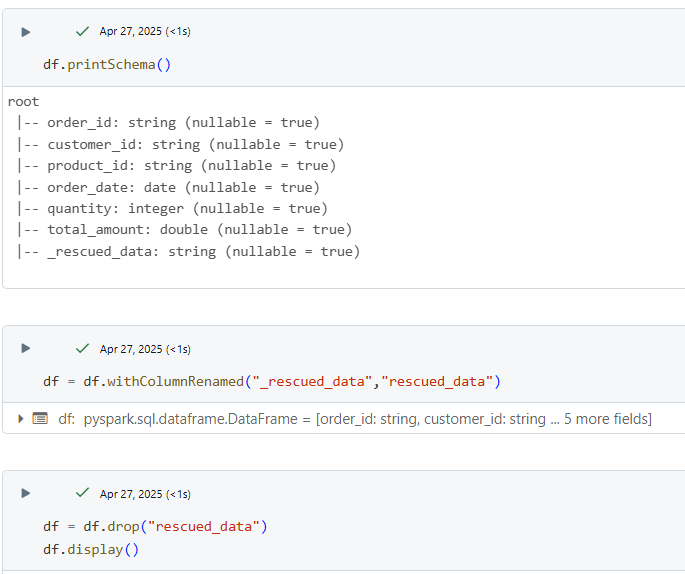 Apr 27, 2025 (<1s)
df.printSchema()
root
|-- order_id: string (nullable = true)
|-- customer_id: string (nullable = true)
|-- product_id: string (nullable = true)
|-- order_date: date (nullable = true)
|-- quantity: integer (nullable = true)
|-- total_amount: double (nullable = true)
|-- _rescued_data: string (nullable = true)
Apr 27, 2025 (<1s)
df = df.withColumnRenamed("_rescued_data","rescued_data")
df: pyspark.sql.dataframe.DataFrame = [order_id: string, customer_id: string ... 5 more fields]
Apr 27, 2025 (<1s)
df = df.drop("rescued_data")
df.display()